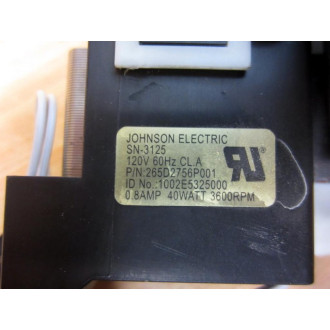 JOHNSON ELECTRIC
SN-3125
120V 60Hz CL.A
P/N.265D2756P001
ID No.:1002E5325000
0.8AMP 40WATT 3600RPM